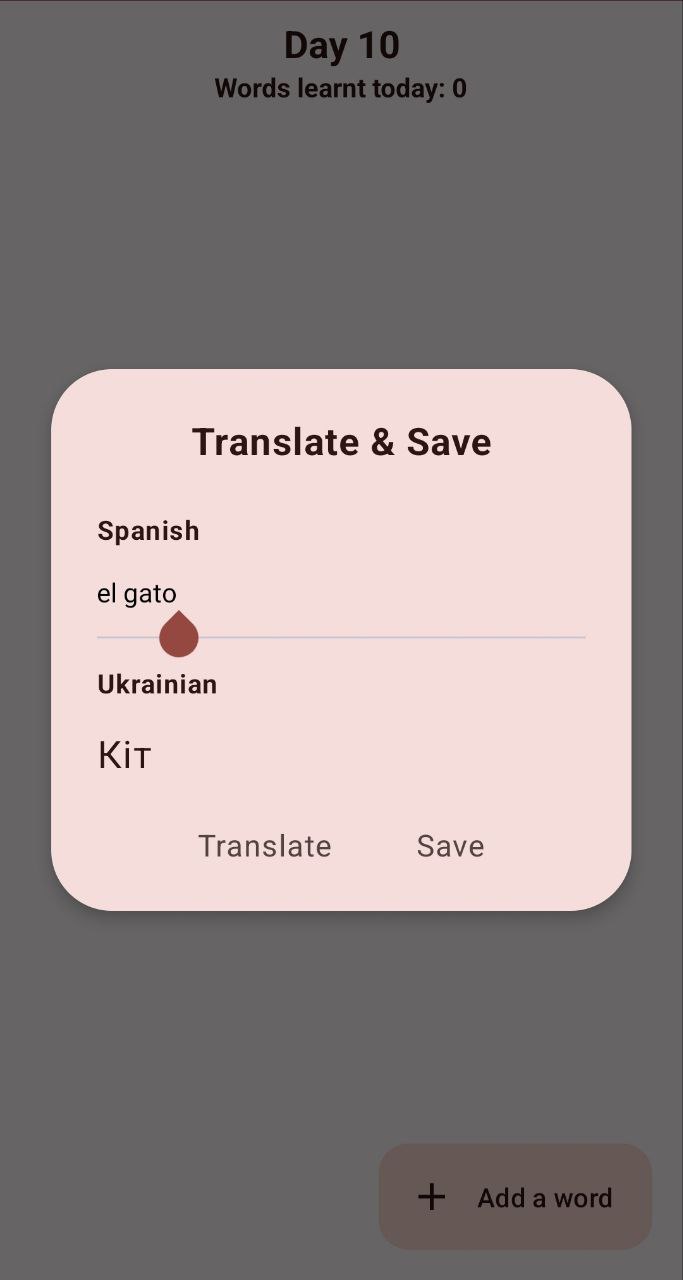 Day 10
Words learnt today: 0
Translate & Save
Spanish
el gato
Ukrainian
Кіт
Translate Save
Add a word